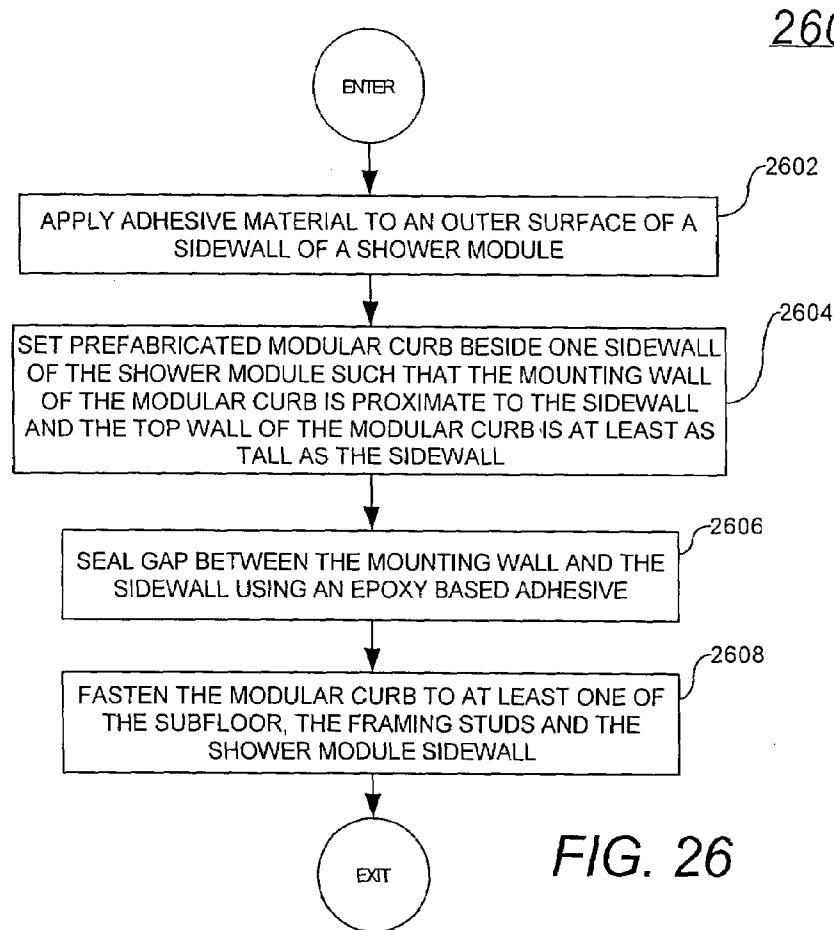 260
ENTER
2602
APPLY ADHESIVE MATERIAL TO AN OUTER SURFACE OF A
SIDEWALL OF A SHOWER MODULE
2604
SET PREFABRICATED MODULAR CURB BESIDE ONE SIDEWALL
OF THE SHOWER MODULE SUCH THAT THE MOUNTING WALL
OF THE MODULAR CURB IS PROXIMATE TO THE SIDEWALL
AND THE TOP WALL OF THE MODULAR CURB IS AT LEAST AS
TALL AS THE SIDEWALL
2606
SEAL GAP BETWEEN THE MOUNTING WALL AND THE
SIDEWALL USING AN EPOXY BASED ADHESIVE
2608
FASTEN THE MODULAR CURB TO AT LEAST ONE OF
THE SUBFLOOR, THE FRAMING STUDS AND THE
SHOWER MODULE SIDEWALL
EXIT
FIG. 26